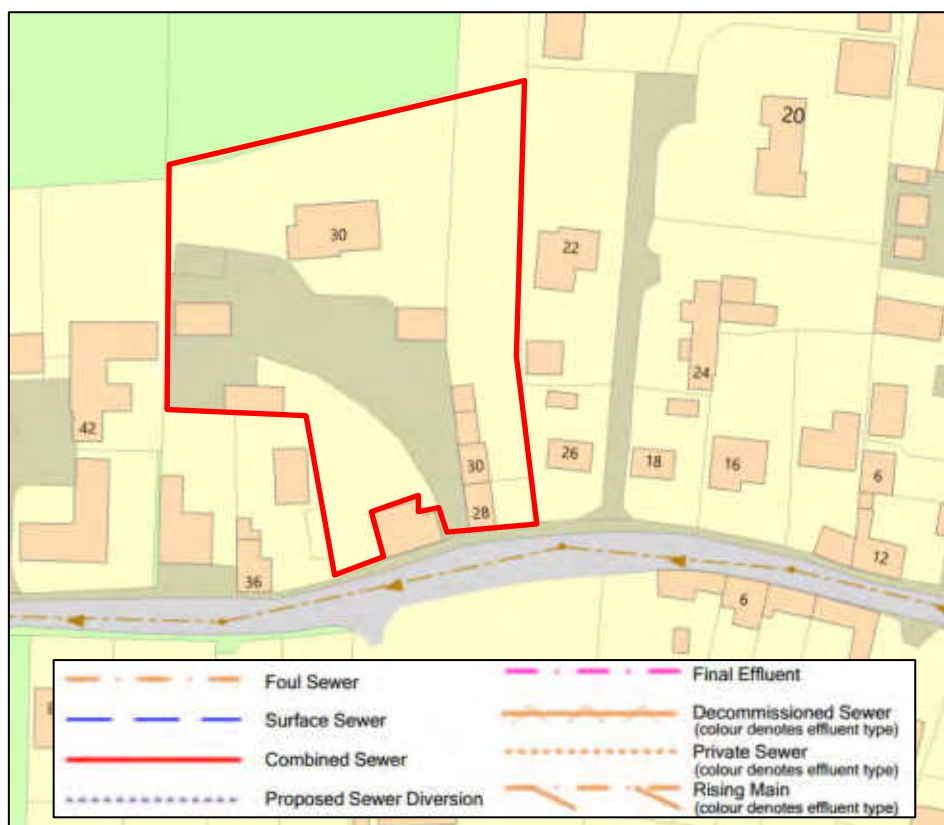 20
30
22
24
42
30
26
18
16
6
28
12
36
6
Foul Sewer
Surface Sewer
Combined Sewer
Proposed Sewer Diversion
Final Effluent
Decommissioned Sewer
(colour denotes effluent type)
Private Sewer
(colour denotes effluent type)
Rising Main
(colour denotes effluent type)